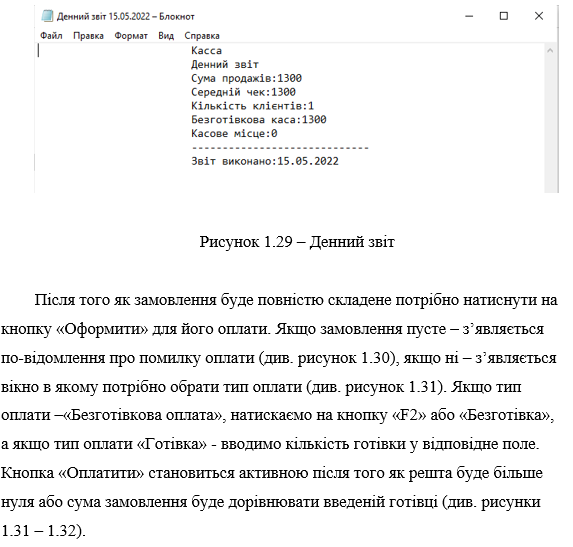 Денний звіт 15.05.2022 – Блокнот
Файл Правка Формат Вид Справка
Касса
Денний звіт
Сума продажів:1300
Середній чек:1300
Кількість клієнтів:1
Безготівкова каса:1300
Касове місце:0
-----------------------------
Звіт виконано:15.05.2022
Рисунок 1.29 – Денний звіт
Після того як замовлення буде повністю складене потрібно натиснути на
кнопку «Оформити» для його оплати. Якщо замовлення пусте – з’являється
по-відомлення про помилку оплати (див. рисунок 1.30), якщо ні – з’являється
вікно в якому потрібно обрати тип оплати (див. рисунок 1.31). Якщо тип
оплати –«Безготівкова оплата», натискаємо на кнопку «F2» або «Безготівка»,
а якщо тип оплати «Готівка» - вводимо кількість готівки у відповідне поле.
Кнопка «Оплатити» становиться активною після того як решта буде більше
нуля або сума замовлення буде дорівнювати введеній готівці (див. рисунки
1.31 – 1.32).